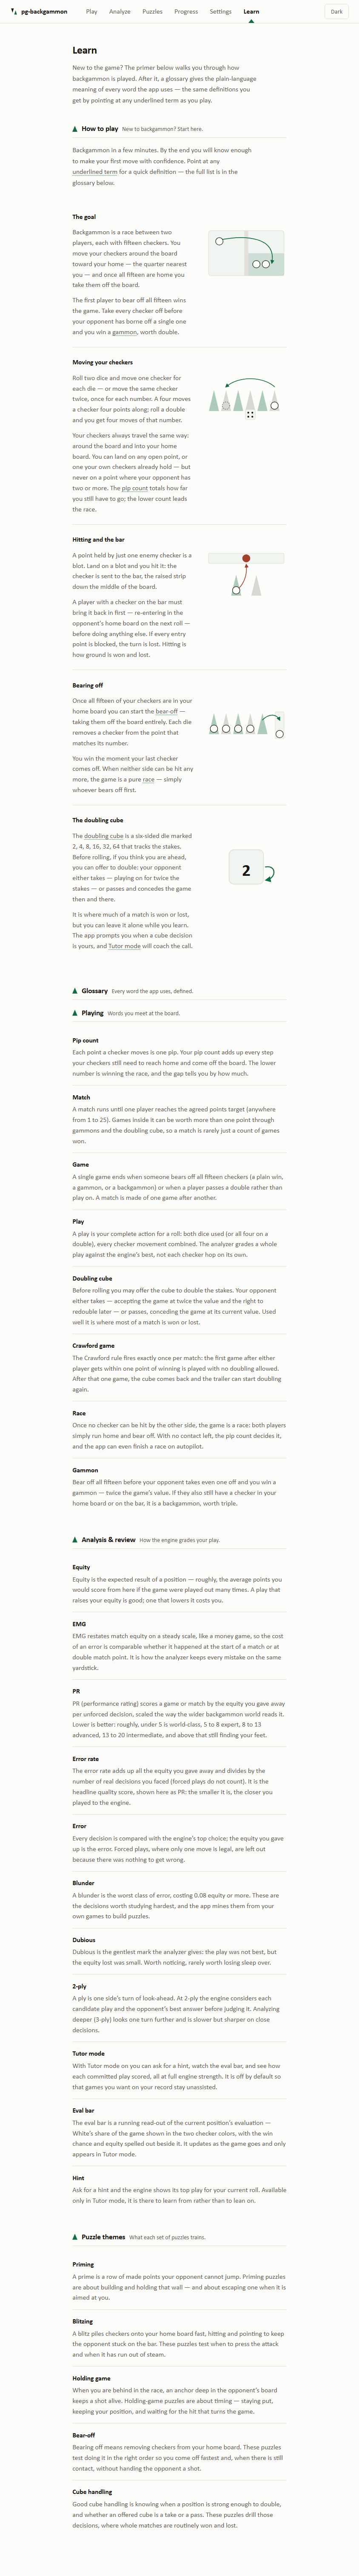 pg-backgammon Play Analyze Puzzles Progress Settings Learn Dark
Learn
New to the game? The primer below walks you through how
backgammon is played. After it, a glossary gives the plain-language
meaning of every word the app uses — the same definitions you
get by pointing at any underlined term as you play.
How to play New to backgammon? Start here.
Backgammon in a few minutes. By the end you will know enough
to make your first move with confidence. Point at any
underlined term for a quick definition — the full list is in the
glossary below.
The goal
Backgammon is a race between two
players, each with fifteen checkers. You
move your checkers around the board
toward your home — the quarter nearest
you — and once all fifteen are home you
take them off the board.
The first player to bear off all fifteen wins
the game. Take every checker off before
your opponent has borne off a single one
and you win a gammon, worth double.
Moving your checkers
Roll two dice and move one checker for
each die — or move the same checker
twice, once for each number. A four moves
a checker four points along; roll a double
and you get four moves of that number.
Your checkers always travel the same way:
around the board and into your home
board. You can land on any open point, or
one your own checkers already hold — but
never on a point where your opponent has
two or more. The pip count totals how far
you still have to go; the lower count leads
the race.
Hitting and the bar
A point held by just one enemy checker is a
blot. Land on a blot and you hit it: the
checker is sent to the bar, the raised strip
down the middle of the board.
A player with a checker on the bar must
bring it back in first — re-entering in the
opponent's home board on the next roll —
before doing anything else. If every entry
point is blocked, the turn is lost. Hitting is
how ground is won and lost.
Bearing off
Once all fifteen of your checkers are in your
home board you can start the bear-off —
taking them off the board entirely. Each die
removes a checker from the point that
matches its number.
You win the moment your last checker
comes off. When neither side can be hit any
more, the game is a pure race — simply
whoever bears off first.
The doubling cube
The doubling cube is a six-sided die marked
2, 4, 8, 16, 32, 64 that tracks the stakes.
Before rolling, if you think you are ahead,
you can offer to double: your opponent
either takes — playing on for twice the
stakes — or passes and concedes the game
then and there.
It is where much of a match is won or lost,
but you can leave it alone while you learn.
The app prompts you when a cube decision
is yours, and Tutor mode will coach the call.
2
Glossary Every word the app uses, defined.
Playing Words you meet at the board.
Pip count
Each point a checker moves is one pip. Your pip count adds up every step
your checkers still need to reach home and come off the board. The lower
number is winning the race, and the gap tells you by how much.
Match
A match runs until one player reaches the agreed points target (anywhere
from 1 to 25). Games inside it can be worth more than one point through
gammons and the doubling cube, so a match is rarely just a count of games
won.
Game
A single game ends when someone bears off all fifteen checkers (a plain win,
a gammon, or a backgammon) or when a player passes a double rather than
play on. A match is made of one game after another.
Play
A play is your complete action for a roll: both dice used (or all four on a
double), every checker movement combined. The analyzer grades a whole
play against the engine's best, not each checker hop on its own.
Doubling cube
Before rolling you may offer the cube to double the stakes. Your opponent
either takes — accepting the game at twice the value and the right to
redouble later — or passes, conceding the game at its current value. Used
well it is where most of a match is won or lost.
Crawford game
The Crawford rule fires exactly once per match: the first game after either
player gets within one point of winning is played with no doubling allowed.
After that one game, the cube comes back and the trailer can start doubling
again.
Race
Once no checker can be hit by the other side, the game is a race: both players
simply run home and bear off. With no contact left, the pip count decides it,
and the app can even finish a race on autopilot.
Gammon
Bear off all fifteen before your opponent takes even one off and you win a
gammon — twice the game's value. If they also still have a checker in your
home board or on the bar, it is a backgammon, worth triple.
Analysis & review How the engine grades your play.
Equity
Equity is the expected result of a position — roughly, the average points you
would score from here if the game were played out many times. A play that
raises your equity is good; one that lowers it costs you.
EMG
EMG restates match equity on a steady scale, like a money game, so the cost
of an error is comparable whether it happened at the start of a match or at
double match point. It is how the analyzer keeps every mistake on the same
yardstick.
PR
PR (performance rating) scores a game or match by the equity you gave away
per unforced decision, scaled the way the wider backgammon world reads it.
Lower is better: roughly, under 5 is world-class, 5 to 8 expert, 8 to 13
advanced, 13 to 20 intermediate, and above that still finding your feet.
Error rate
The error rate adds up all the equity you gave away and divides by the
number of real decisions you faced (forced plays do not count). It is the
headline quality score, shown here as PR: the smaller it is, the closer you
played to the engine.
Error
Every decision is compared with the engine's top choice; the equity you gave
up is the error. Forced plays, where only one move is legal, are left out
because there was nothing to get wrong.
Blunder
A blunder is the worst class of error, costing 0.08 equity or more. These are
the decisions worth studying hardest, and the app mines them from your
own games to build puzzles.
Dubious
Dubious is the gentlest mark the analyzer gives: the play was not best, but
the equity lost was small. Worth noticing, rarely worth losing sleep over.
2-ply
A ply is one side's turn of look-ahead. At 2-ply the engine considers each
candidate play and the opponent's best answer before judging it. Analyzing
deeper (3-ply) looks one turn further and is slower but sharper on close
decisions.
Tutor mode
With Tutor mode on you can ask for a hint, watch the eval bar, and see how
each committed play scored, all at full engine strength. It is off by default so
that games you want on your record stay unassisted.
Eval bar
The eval bar is a running read-out of the current position's evaluation —
White's share of the game shown in the two checker colors, with the win
chance and equity spelled out beside it. It updates as the game goes and only
appears in Tutor mode.
Hint
Ask for a hint and the engine shows its top play for your current roll. Available
only in Tutor mode, it is there to learn from rather than to lean on.
Puzzle themes What each set of puzzles trains.
Priming
A prime is a row of made points your opponent cannot jump. Priming puzzles
are about building and holding that wall — and about escaping one when it is
aimed at you.
Blitzing
A blitz piles checkers onto your home board fast, hitting and pointing to keep
the opponent stuck on the bar. These puzzles test when to press the attack
and when it has run out of steam.
Holding game
When you are behind in the race, an anchor deep in the opponent's board
keeps a shot alive. Holding-game puzzles are about timing — staying put,
keeping your position, and waiting for the hit that turns the game.
Bear-off
Bearing off means removing checkers from your home board. These puzzles
test doing it in the right order so you come off fastest and, when there is still
contact, without handing the opponent a shot.
Cube handling
Good cube handling is knowing when a position is strong enough to double,
and whether an offered cube is a take or a pass. These puzzles drill those
decisions, where whole matches are routinely won and lost.